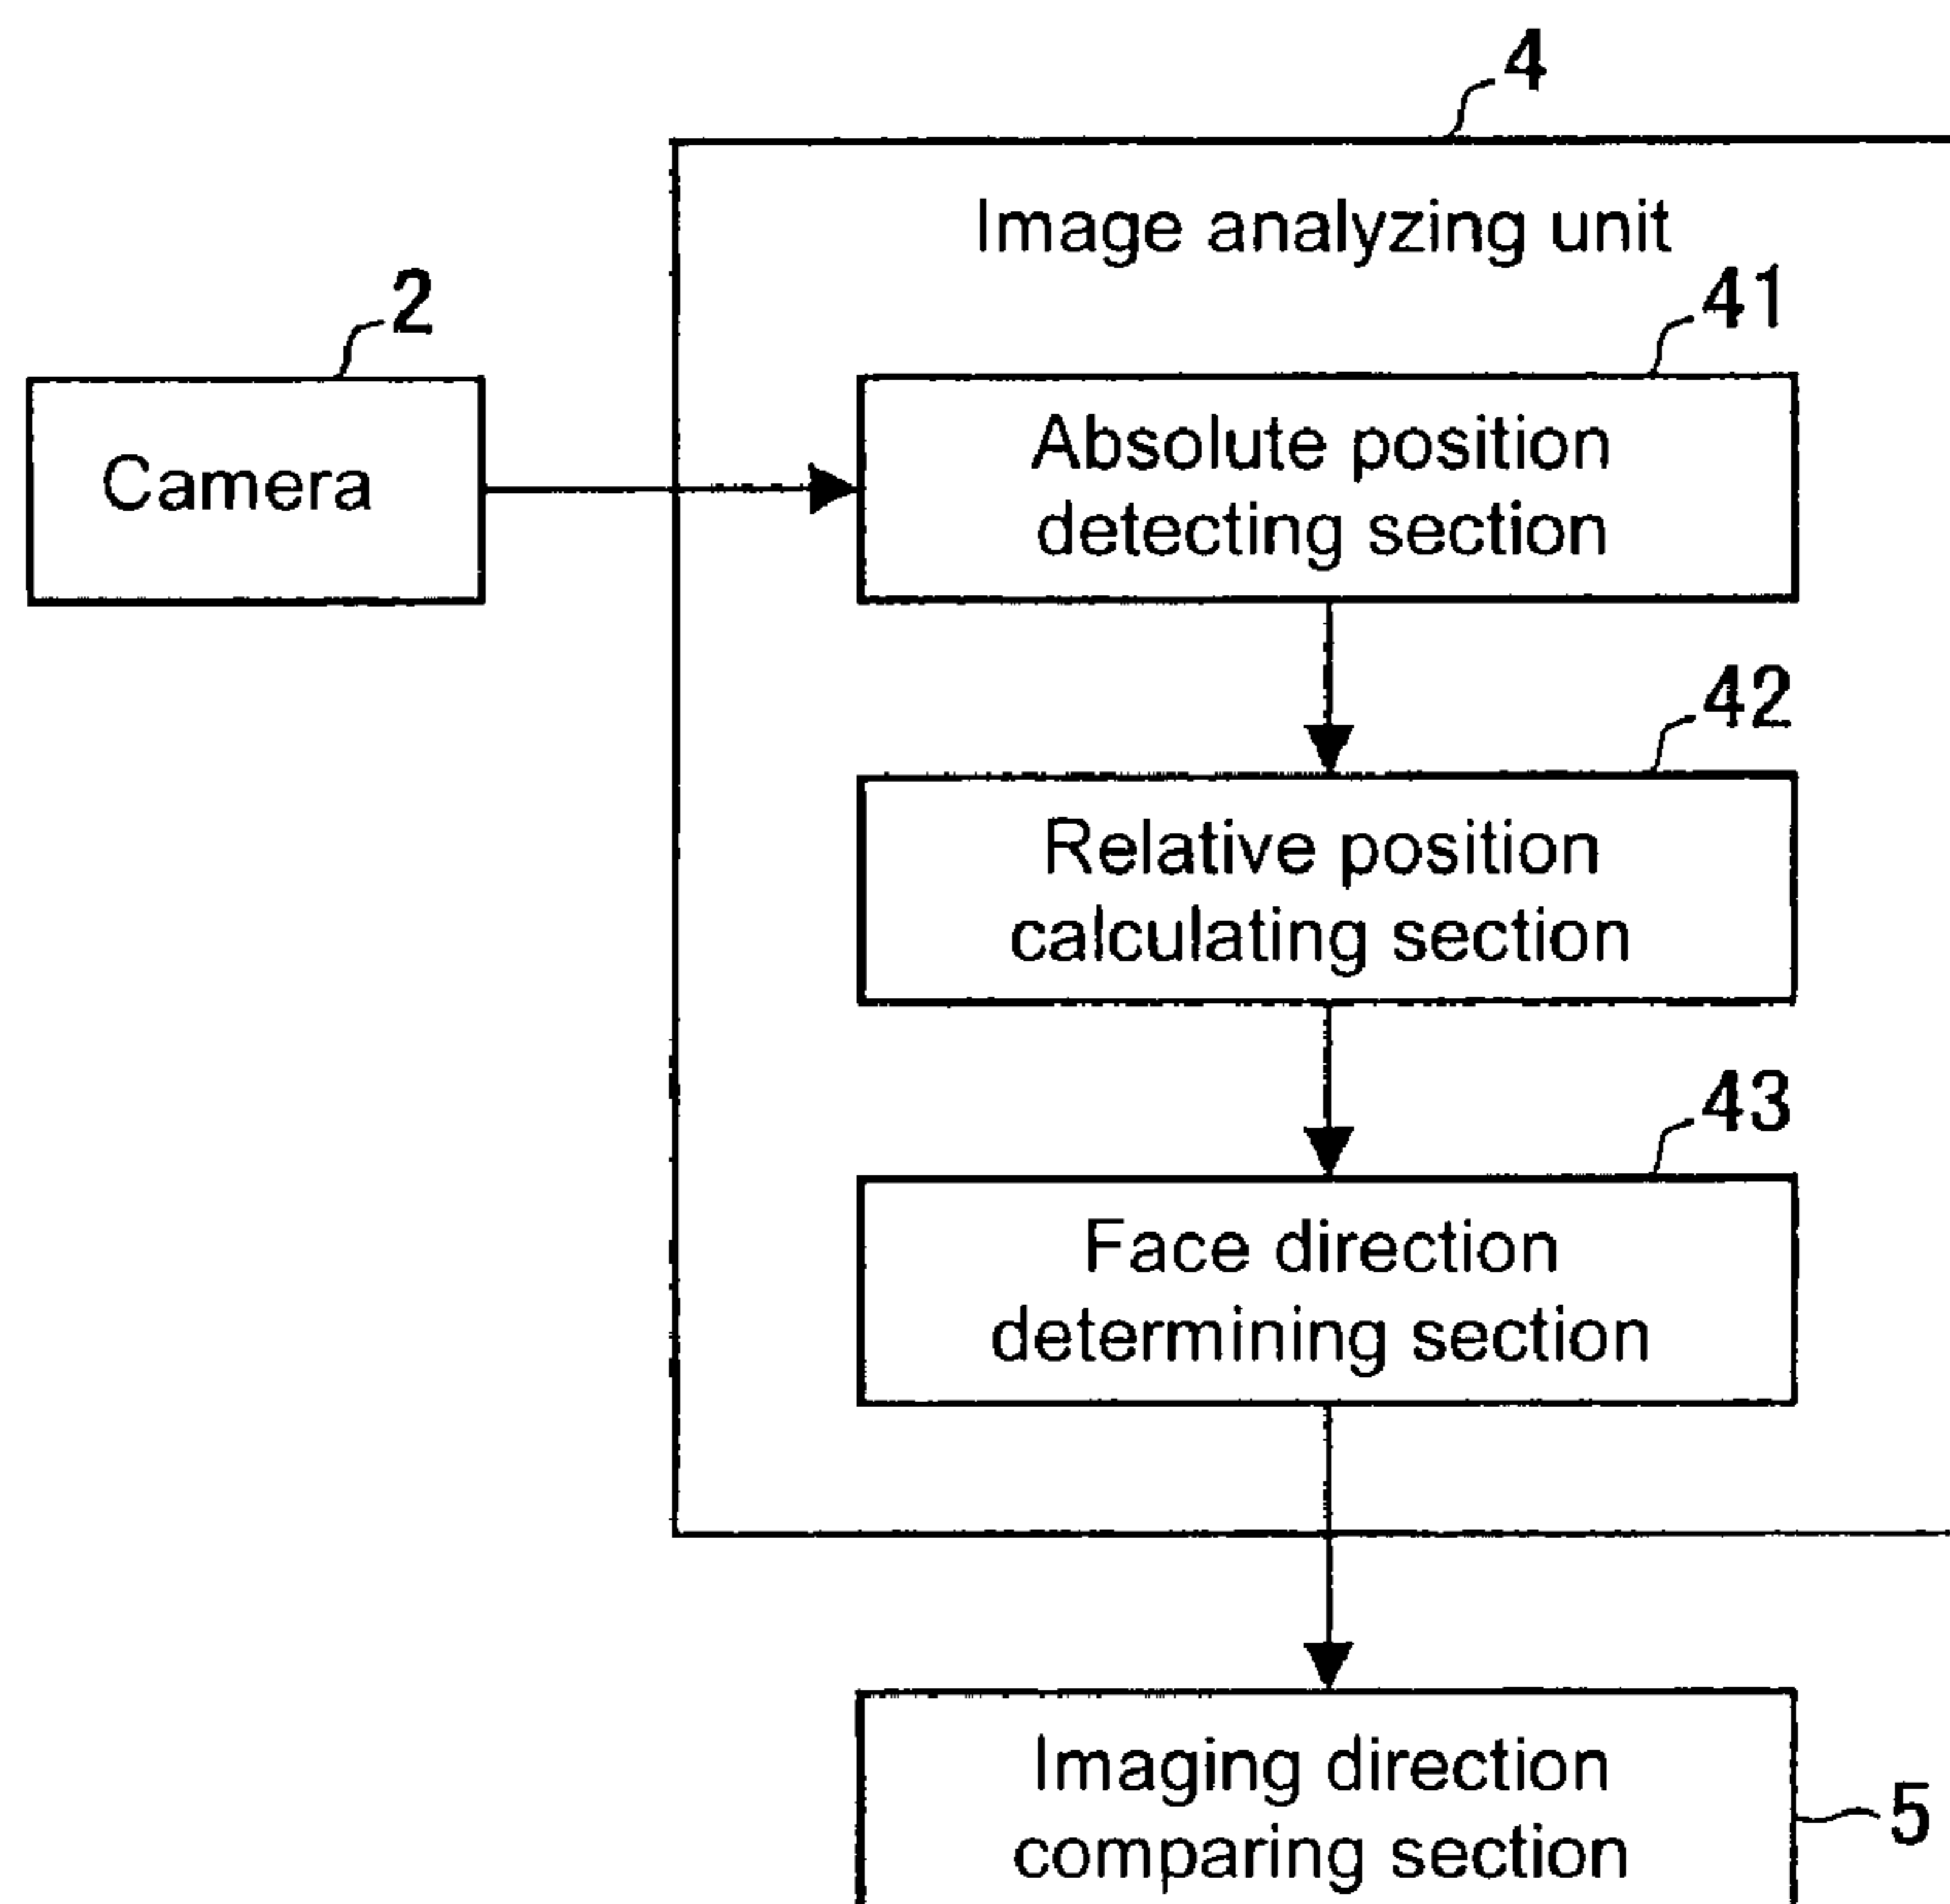 4
Image analyzing unit
2
41
Camera
Absolute position
detecting section
42
Relative position
calculating section
43
Face direction
determining section
Imaging direction
comparing section
5